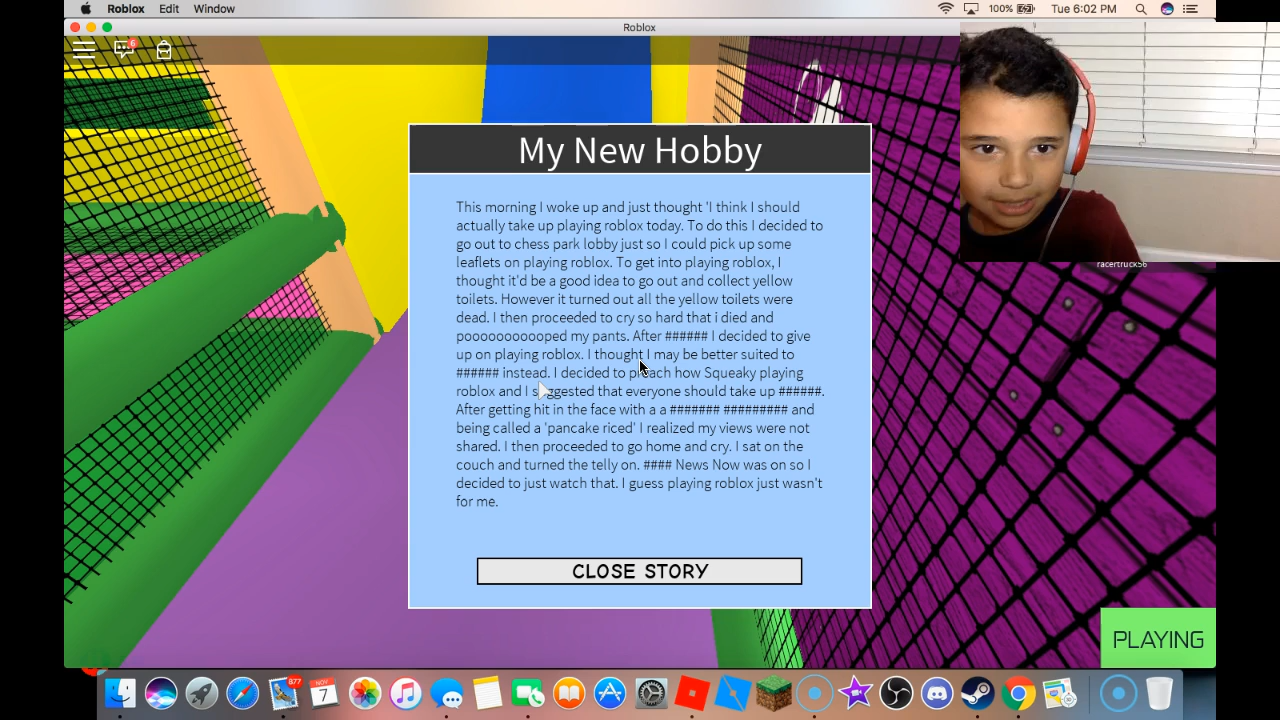 Roblox Edit Window 100% Tue 6:02 PM
Roblox
6
racertruck56
My New Hobby
This morning I woke up and just thought 'I think I should
actually take up playing roblox today. To do this I decided to
go out to chess park lobby just so I could pick up some
leaflets on playing roblox. To get into playing roblox, I
thought it'd be a good idea to go out and collect yellow
toilets. However it turned out all the yellow toilets were
dead. I then proceeded to cry so hard that i died and
pooooooooooped my pants. After ###### I decided to give
up on playing roblox. I thought I may be better suited to
###### instead. I decided to preach how Squeaky playing
roblox and I suggested that everyone should take up ######.
After getting hit in the face with a a ####### ######### and
being called a 'pancake riced' I realized my views were not
shared. I then proceeded to go home and cry. I sat on the
couch and turned the telly on. #### News Now was on so I
decided to just watch that. I guess playing roblox just wasn't
for me.
CLOSE STORY
PLAYING
877
NOV
7